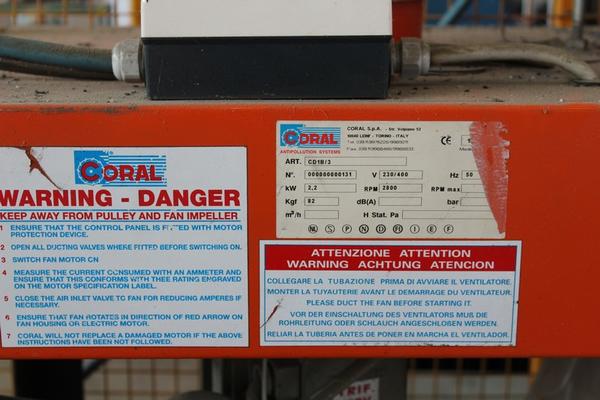 CORAL
WARNING - DANGER
KEEP AWAY FROM PULLEY AND FAN IMPELLER
1 ENSURE THAT THE CONTROL PANEL IS FITTED WITH MOTOR
PROTECTION DEVICE.
2 OPEN ALL DUCTING VALVES WHERE FITTED BEFORE SWITCHING ON.
3 SWITCH FAN MOTOR ON
4 MEASURE THE CURRENT CONSUMED WITH AN AMMETER AND
ENSURE THAT THIS CONFORMS WITH THEE RATING ENGRAVED
ON THE MOTOR SPECIFICATION LABEL.
5 CLOSE THE AIR INLET VALVE TO FAN FOR REDUCING AMPERES IF
NECESSARY.
6 ENSURE THAT FAN ROTATES IN DIRECTION OF RED ARROW ON
FAN HOUSING OR ELECTRIC MOTOR.
7 CORAL WILL NOT REPLACE A DAMAGED MOTOR IF THE ABOVE
INSTRUCTIONS HAVE BEEN NOT FOLLOWED.
CORAL
ANTIPOLLUTION SYSTEMS
CORAL S.p.A. - Str. Volpiano 52
10040 LEINI' - TORINO - ITALY
CE
ART. CD1M/3
N°. 000000000131 V 230/400 Hz 50
kW 2,2 RPM 2800 RPM max
Kgf 82 dB(A) bar
m³/h H Stat. Pa
ATTENZIONE ATTENTION
WARNING ACHTUNG ATENCION
COLLEGARE LA TUBAZIONE PRIMA DI AVVIARE IL VENTILATORE.
MONTER LA TUYAUTERIE AVANT LE DEMARRAGE DU VENTILATEUR.
PLEASE DUCT THE FAN BEFORE STARTING IT.
VOR DER EINSCHALTUNG DES VENTILATORS MUß DIE
ROHRLEITUNG ODER SCHLAUCH ANGESCHLOßEN WERDEN.
RELIAR LA TUBERIA ANTES DE PONER EN MARCHA EL VENTILADOR.
TRIF.